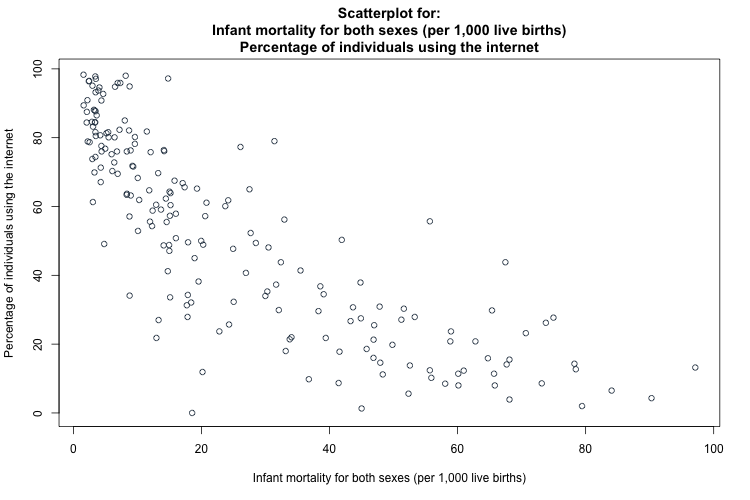 Scatterplot for:
Infant mortality for both sexes (per 1,000 live births)
Percentage of individuals using the internet
Percentage of individuals using the internet
100
80
60
40
20
0
0 20 40 60 80 100
Infant mortality for both sexes (per 1,000 live births)